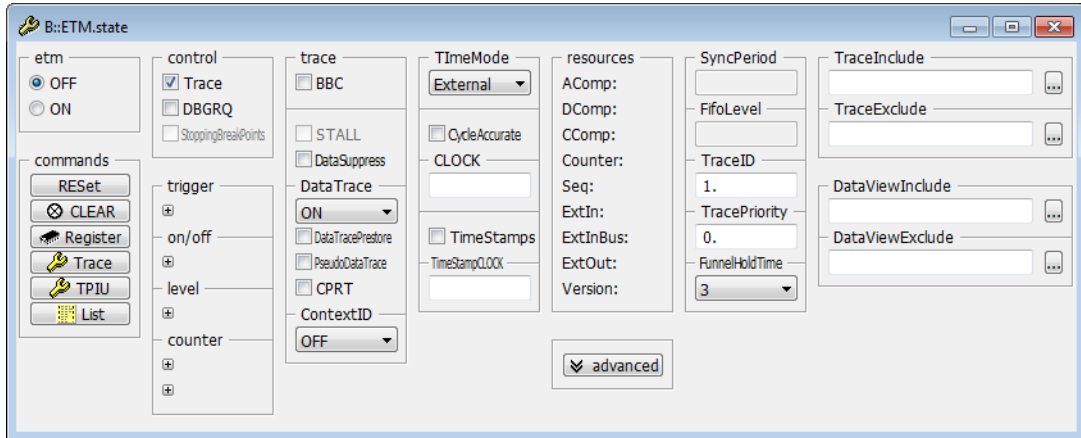 B::ETM.state
etm
OFF
ON
commands
RESet
CLEAR
Register
Trace
TPIU
List
control
Trace
DBGRQ
StoppingBreakPoints
trigger
on/off
level
counter
trace
BBC
STALL
DataSuppress
DataTrace
ON
DataTracePrestore
PseudoDataTrace
CPRT
ContextID
OFF
TImeMode
External
CycleAccurate
CLOCK
TimeStamps
TimeStampCLOCK
resources
AComp:
DComp:
CComp:
Counter:
Seq:
ExtIn:
ExtInBus:
ExtOut:
Version:
advanced
SyncPeriod
FifoLevel
TraceID
1.
TracePriority
0.
FunnelHoldTime
3
TraceInclude
...
TraceExclude
...
DataViewInclude
...
DataViewExclude
...